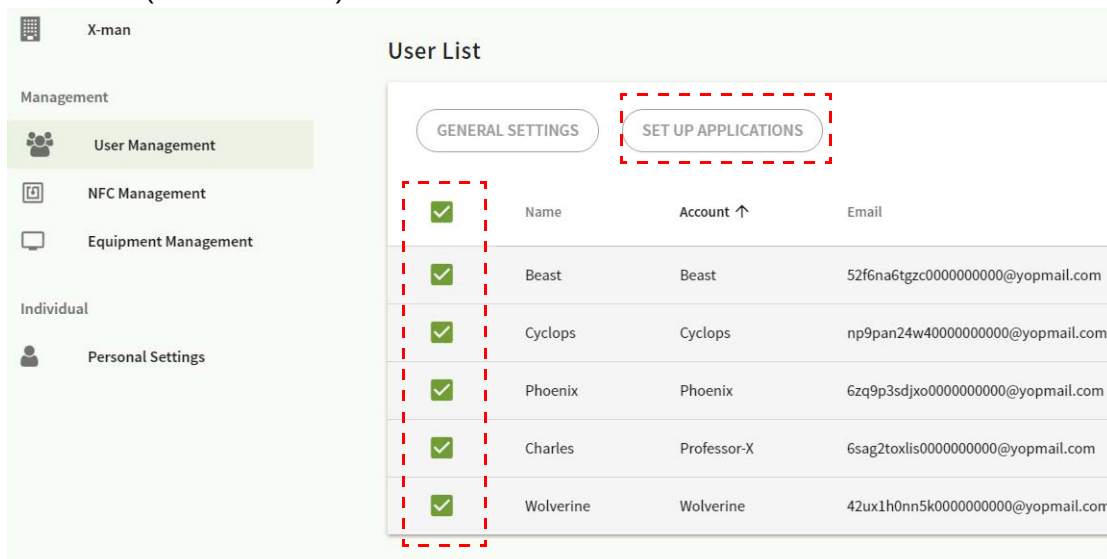 X-man
User List
Management
GENERAL SETTINGS SET UP APPLICATIONS
User Management
NFC Management
Name Account ↑ Email
Equipment Management
Beast Beast 52f6na6tgzc0000000000@yopmail.com
Individual
Cyclops Cyclops np9pan24w40000000000@yopmail.com
Personal Settings
Phoenix Phoenix 6zq9p3sdjxo0000000000@yopmail.com
Charles Professor-X 6sag2toxlis0000000000@yopmail.com
Wolverine Wolverine 42ux1h0nn5k0000000000@yopmail.com